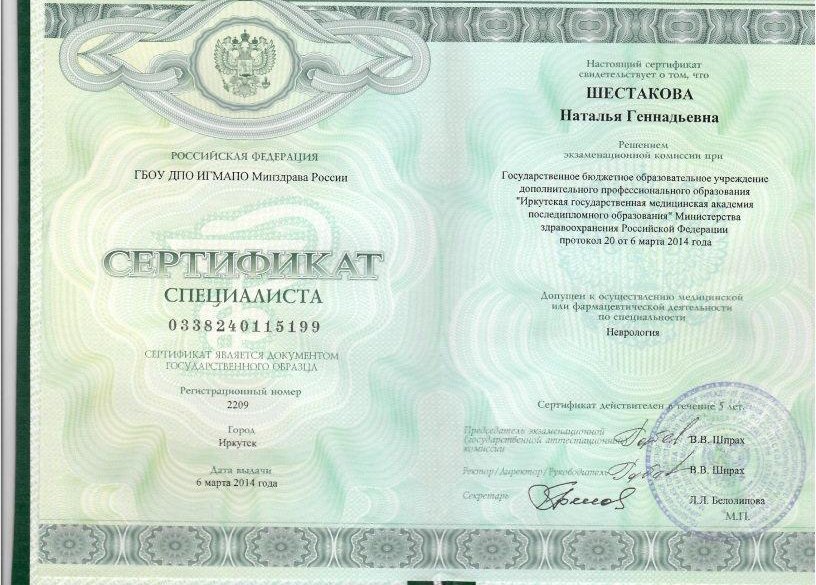 РОССИЙСКАЯ ФЕДЕРАЦИЯ
ГБОУ ДПО ИГМАПО Минздрава России
СЕРТИФИКАТ
СПЕЦИАЛИСТА
0338240115199
СЕРТИФИКАТ ЯВЛЯЕТСЯ ДОКУМЕНТОМ
ГОСУДАРСТВЕННОГО ОБРАЗЦА
Регистрационный номер
2209
Город
Иркутск
Дата выдачи
6 марта 2014 года
Настоящий сертификат
свидетельствует о том, что
ШЕСТАКОВА
Наталья Геннадьевна
Решением
экзаменационной комиссии при
Государственное бюджетное образовательное учреждение
дополнительного профессионального образования
"Иркутская государственная медицинская академия
последипломного образования" Министерства
здравоохранения Российской Федерации
протокол 20 от 6 марта 2014 года
Допущен к осуществлению медицинской
или фармацевтической деятельности
по специальности
Неврология
Сертификат действителен в течение 5 лет.
Председатель экзаменационной
(государственной аттестационной)
комиссии
В.В. Шпрах
Ректор/Директор/Руководитель
В.В. Шпрах
Секретарь
Л.Л. Белолипова
М.П.